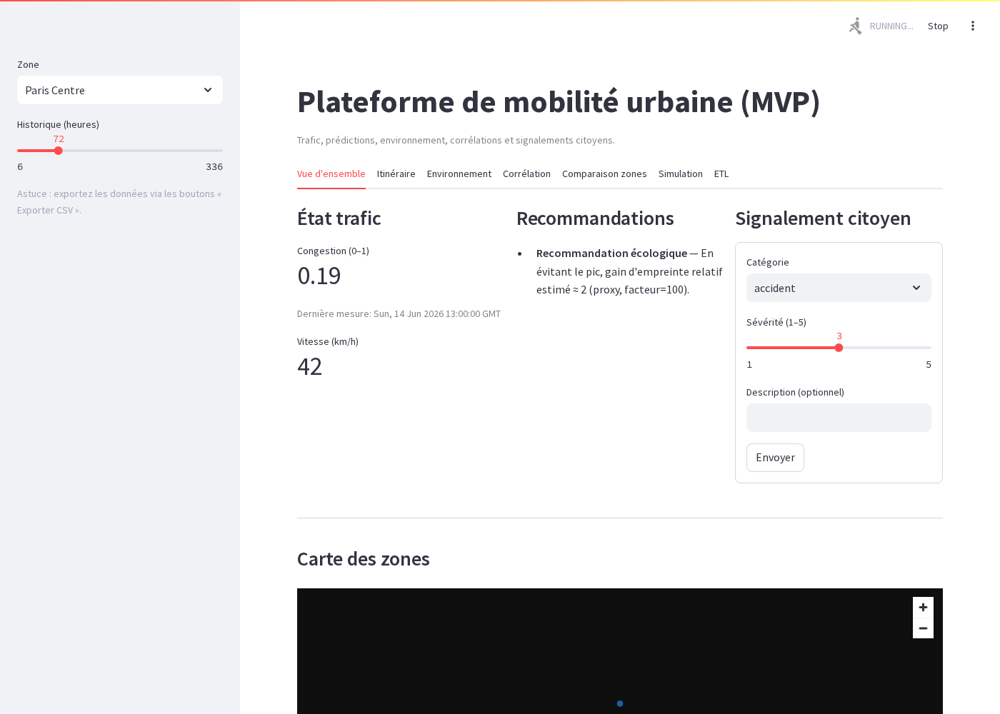 RUNNING...
Stop
Zone
Paris Centre
Historique (heures)
72
6
336
Astuce : exportez les données via les boutons «
Exporter CSV ».
Plateforme de mobilité urbaine (MVP)
Trafic, prédictions, environnement, corrélations et signalements citoyens.
Vue d'ensemble
Itinéraire
Environnement
Corrélation
Comparaison zones
Simulation
ETL
État trafic
Congestion (0–1)
0.19
Dernière mesure: Sun, 14 Jun 2026 13:00:00 GMT
Vitesse (km/h)
42
Recommandations
• Recommandation écologique — En
évitant le pic, gain d'empreinte relatif
estimé ≈ 2 (proxy, facteur=100).
Signalement citoyen
Catégorie
accident
Sévérité (1–5)
3
1
5
Description (optionnel)
Envoyer
Carte des zones